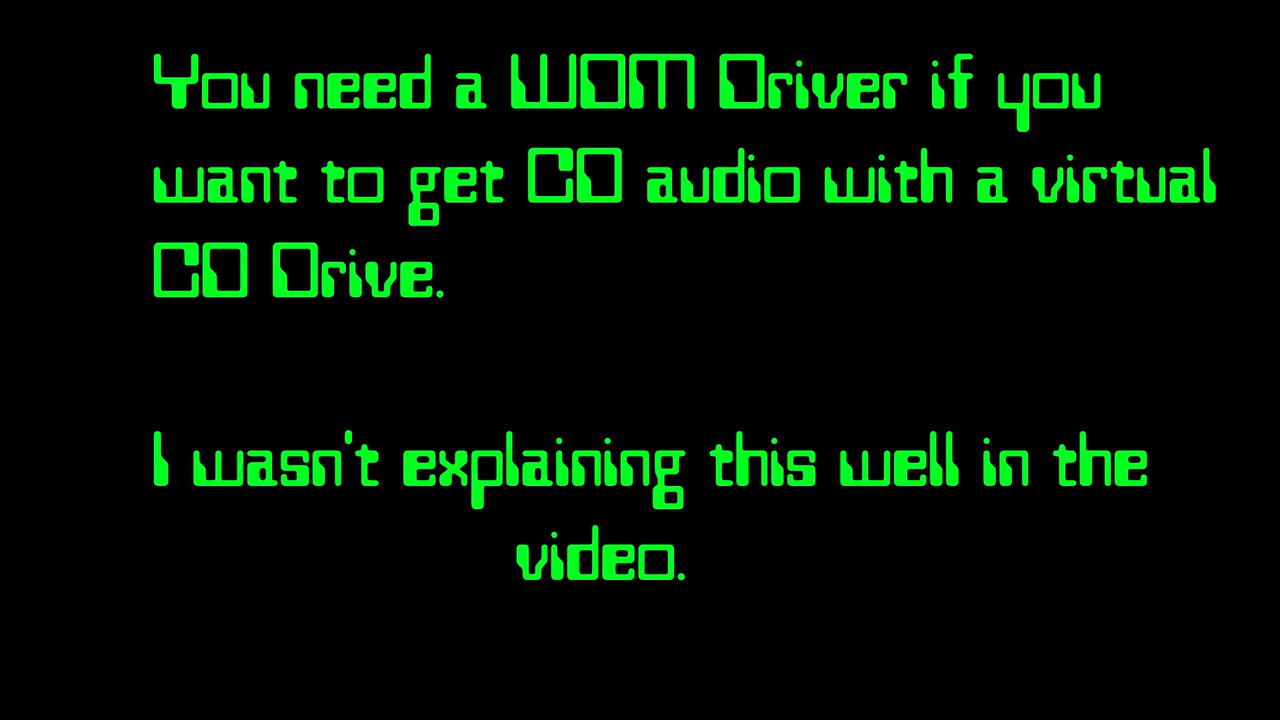 You need a WDM Driver if you
want to get CD audio with a virtual
CD Drive.
I wasn't explaining this well in the
video.